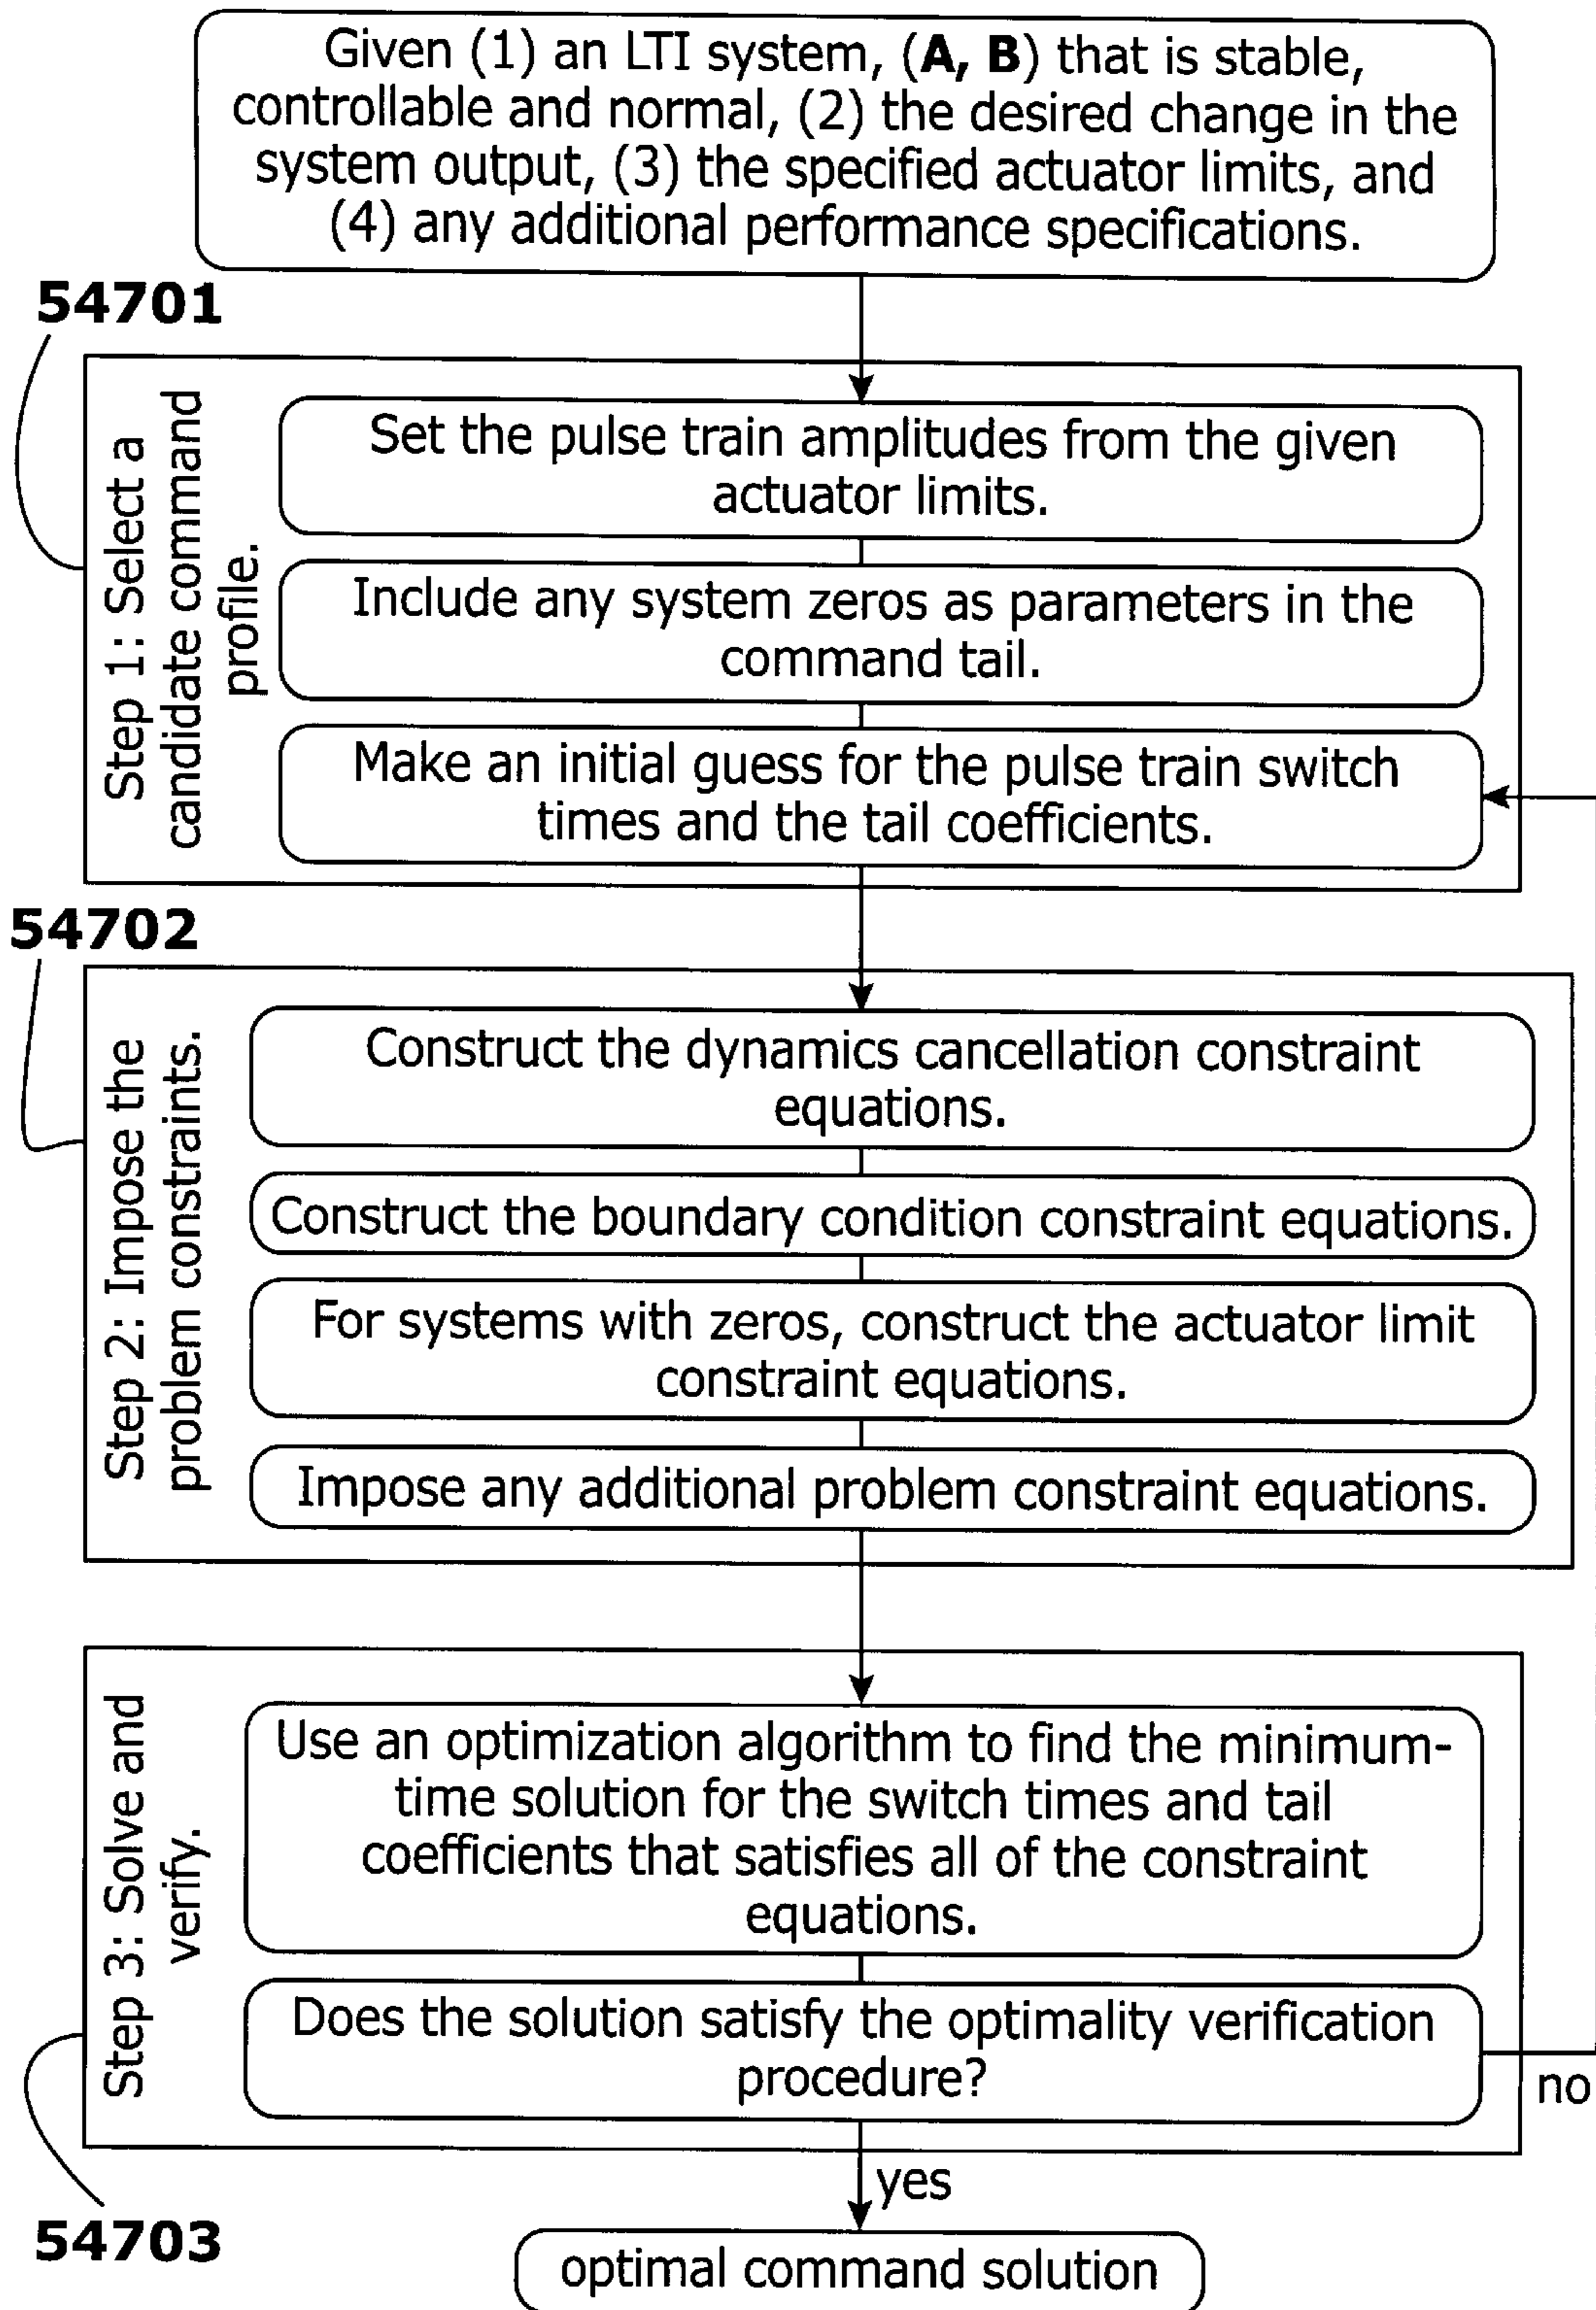 Given (1) an LTI system, (A, B) that is stable,
controllable and normal, (2) the desired change in the
system output, (3) the specified actuator limits, and
(4) any additional performance specifications.
54701
Step 1: Select a
candidate command
profile.
Set the pulse train amplitudes from the given
actuator limits.
Include any system zeros as parameters in the
command tail.
Make an initial guess for the pulse train switch
times and the tail coefficients.
54702
Step 2: Impose the
problem constraints.
Construct the dynamics cancellation constraint
equations.
Construct the boundary condition constraint equations.
For systems with zeros, construct the actuator limit
constraint equations.
Impose any additional problem constraint equations.
Step 3: Solve and
verify.
Use an optimization algorithm to find the minimum-
time solution for the switch times and tail
coefficients that satisfies all of the constraint
equations.
Does the solution satisfy the optimality verification
procedure?
no
yes
54703
optimal command solution